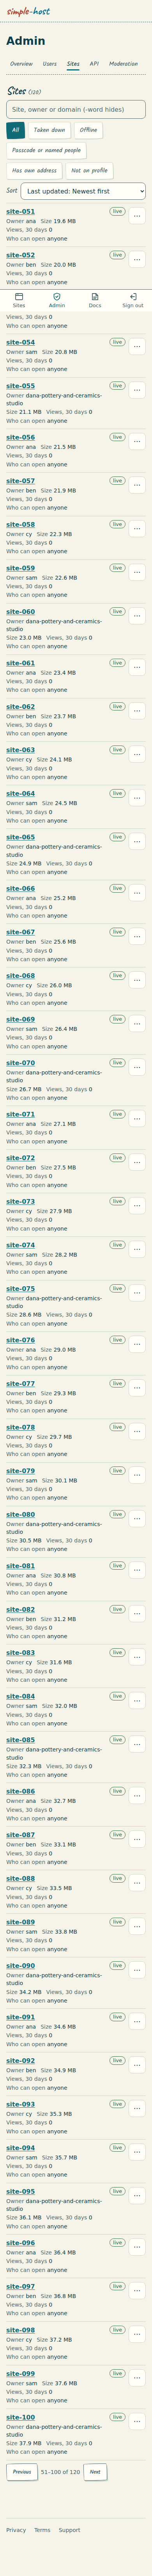 simple-host
Admin
Overview Users Sites API Moderation
Sites (120)
Site, owner or domain (-word hides)
All Taken down Offline
Passcode or named people
Has own address Not on profile
Sort Last updated: Newest first
site-051 live ...
Owner ana Size 19.6 MB
Views, 30 days 0
Who can open anyone
site-052 live ...
Owner ben Size 20.0 MB
Views, 30 days 0
Who can open anyone
Sites Admin Docs Sign out
Views, 30 days 0
Who can open anyone
site-054 live ...
Owner sam Size 20.8 MB
Views, 30 days 0
Who can open anyone
site-055 live ...
Owner dana-pottery-and-ceramics-
studio
Size 21.1 MB Views, 30 days 0
Who can open anyone
site-056 live ...
Owner ana Size 21.5 MB
Views, 30 days 0
Who can open anyone
site-057 live ...
Owner ben Size 21.9 MB
Views, 30 days 0
Who can open anyone
site-058 live ...
Owner cy Size 22.3 MB
Views, 30 days 0
Who can open anyone
site-059 live ...
Owner sam Size 22.6 MB
Views, 30 days 0
Who can open anyone
site-060 live ...
Owner dana-pottery-and-ceramics-
studio
Size 23.0 MB Views, 30 days 0
Who can open anyone
site-061 live ...
Owner ana Size 23.4 MB
Views, 30 days 0
Who can open anyone
site-062 live ...
Owner ben Size 23.7 MB
Views, 30 days 0
Who can open anyone
site-063 live ...
Owner cy Size 24.1 MB
Views, 30 days 0
Who can open anyone
site-064 live ...
Owner sam Size 24.5 MB
Views, 30 days 0
Who can open anyone
site-065 live ...
Owner dana-pottery-and-ceramics-
studio
Size 24.9 MB Views, 30 days 0
Who can open anyone
site-066 live ...
Owner ana Size 25.2 MB
Views, 30 days 0
Who can open anyone
site-067 live ...
Owner ben Size 25.6 MB
Views, 30 days 0
Who can open anyone
site-068 live ...
Owner cy Size 26.0 MB
Views, 30 days 0
Who can open anyone
site-069 live ...
Owner sam Size 26.4 MB
Views, 30 days 0
Who can open anyone
site-070 live ...
Owner dana-pottery-and-ceramics-
studio
Size 26.7 MB Views, 30 days 0
Who can open anyone
site-071 live ...
Owner ana Size 27.1 MB
Views, 30 days 0
Who can open anyone
site-072 live ...
Owner ben Size 27.5 MB
Views, 30 days 0
Who can open anyone
site-073 live ...
Owner cy Size 27.9 MB
Views, 30 days 0
Who can open anyone
site-074 live ...
Owner sam Size 28.2 MB
Views, 30 days 0
Who can open anyone
site-075 live ...
Owner dana-pottery-and-ceramics-
studio
Size 28.6 MB Views, 30 days 0
Who can open anyone
site-076 live ...
Owner ana Size 29.0 MB
Views, 30 days 0
Who can open anyone
site-077 live ...
Owner ben Size 29.3 MB
Views, 30 days 0
Who can open anyone
site-078 live ...
Owner cy Size 29.7 MB
Views, 30 days 0
Who can open anyone
site-079 live ...
Owner sam Size 30.1 MB
Views, 30 days 0
Who can open anyone
site-080 live ...
Owner dana-pottery-and-ceramics-
studio
Size 30.5 MB Views, 30 days 0
Who can open anyone
site-081 live ...
Owner ana Size 30.8 MB
Views, 30 days 0
Who can open anyone
site-082 live ...
Owner ben Size 31.2 MB
Views, 30 days 0
Who can open anyone
site-083 live ...
Owner cy Size 31.6 MB
Views, 30 days 0
Who can open anyone
site-084 live ...
Owner sam Size 32.0 MB
Views, 30 days 0
Who can open anyone
site-085 live ...
Owner dana-pottery-and-ceramics-
studio
Size 32.3 MB Views, 30 days 0
Who can open anyone
site-086 live ...
Owner ana Size 32.7 MB
Views, 30 days 0
Who can open anyone
site-087 live ...
Owner ben Size 33.1 MB
Views, 30 days 0
Who can open anyone
site-088 live ...
Owner cy Size 33.5 MB
Views, 30 days 0
Who can open anyone
site-089 live ...
Owner sam Size 33.8 MB
Views, 30 days 0
Who can open anyone
site-090 live ...
Owner dana-pottery-and-ceramics-
studio
Size 34.2 MB Views, 30 days 0
Who can open anyone
site-091 live ...
Owner ana Size 34.6 MB
Views, 30 days 0
Who can open anyone
site-092 live ...
Owner ben Size 34.9 MB
Views, 30 days 0
Who can open anyone
site-093 live ...
Owner cy Size 35.3 MB
Views, 30 days 0
Who can open anyone
site-094 live ...
Owner sam Size 35.7 MB
Views, 30 days 0
Who can open anyone
site-095 live ...
Owner dana-pottery-and-ceramics-
studio
Size 36.1 MB Views, 30 days 0
Who can open anyone
site-096 live ...
Owner ana Size 36.4 MB
Views, 30 days 0
Who can open anyone
site-097 live ...
Owner ben Size 36.8 MB
Views, 30 days 0
Who can open anyone
site-098 live ...
Owner cy Size 37.2 MB
Views, 30 days 0
Who can open anyone
site-099 live ...
Owner sam Size 37.6 MB
Views, 30 days 0
Who can open anyone
site-100 live ...
Owner dana-pottery-and-ceramics-
studio
Size 37.9 MB Views, 30 days 0
Who can open anyone
Previous 51–100 of 120 Next
Privacy Terms Support